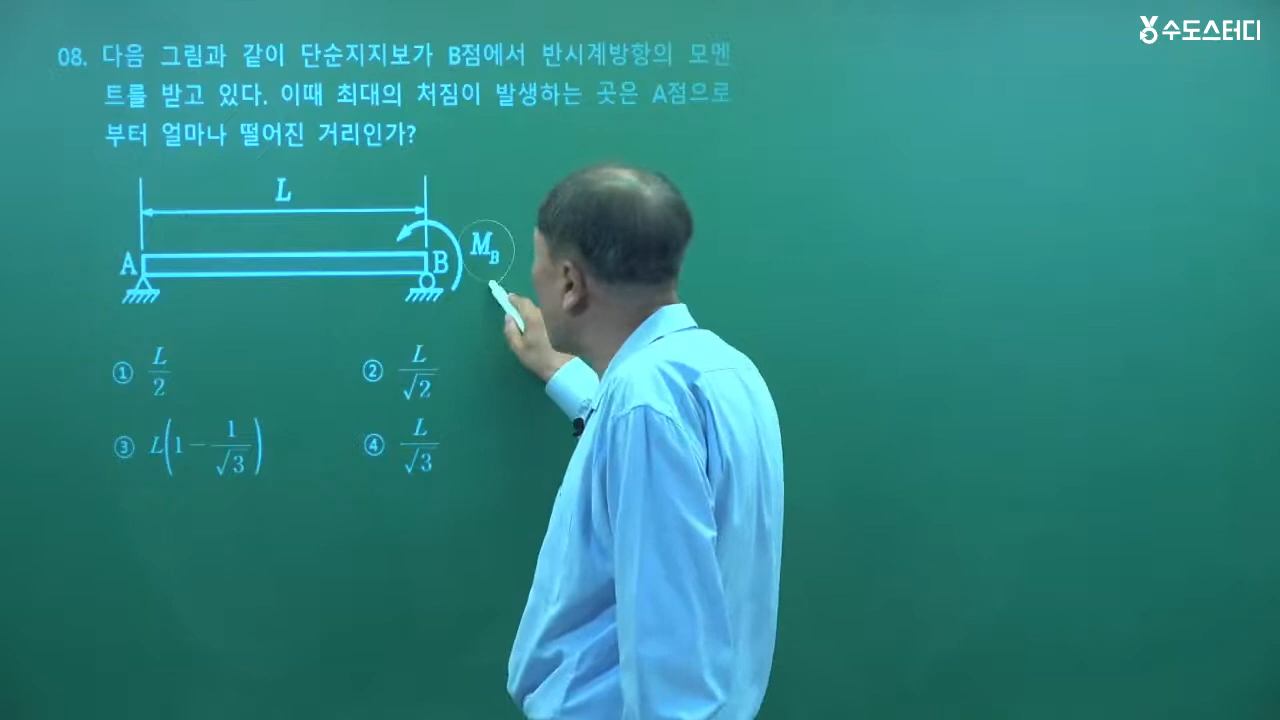 수도스터디
08. 다음 그림과 같이 단순지지보가 B점에서 반시계방향의 모멘
트를 받고 있다. 이때 최대의 처짐이 발생하는 곳은 A점으로
부터 얼마나 떨어진 거리인가?
L
A B M_B
① L/2 ② L/√2
③ L(1 - 1/√3) ④ L/√3